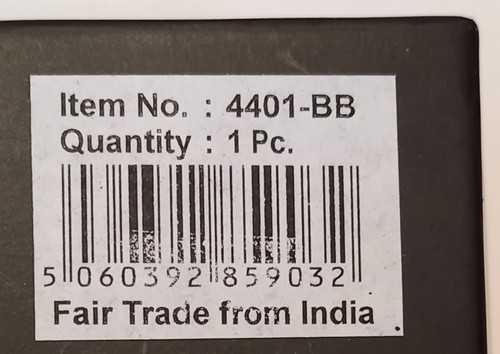 Item No. : 4401-BB
Quantity : 1 Pc.
5 060392 859032
Fair Trade from India